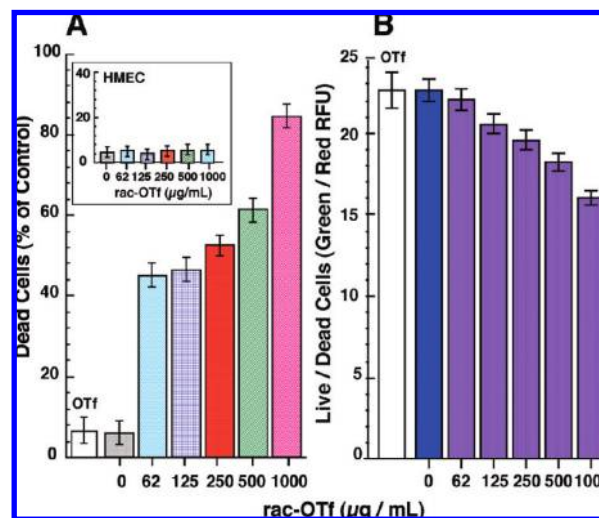 A
Dead Cells (% of Control)
100
80
60
40
20
0
HMEC
40
20
0
0 62 125 250 500 1000
rac-OTf (µg/mL)
OTf
0 62 125 250 500 1000
B
Live / Dead Cells (Green / Red RFU)
25
22
15
10
5
0
OTf
0 62 125 250 500 100
rac-OTf (µg / mL)